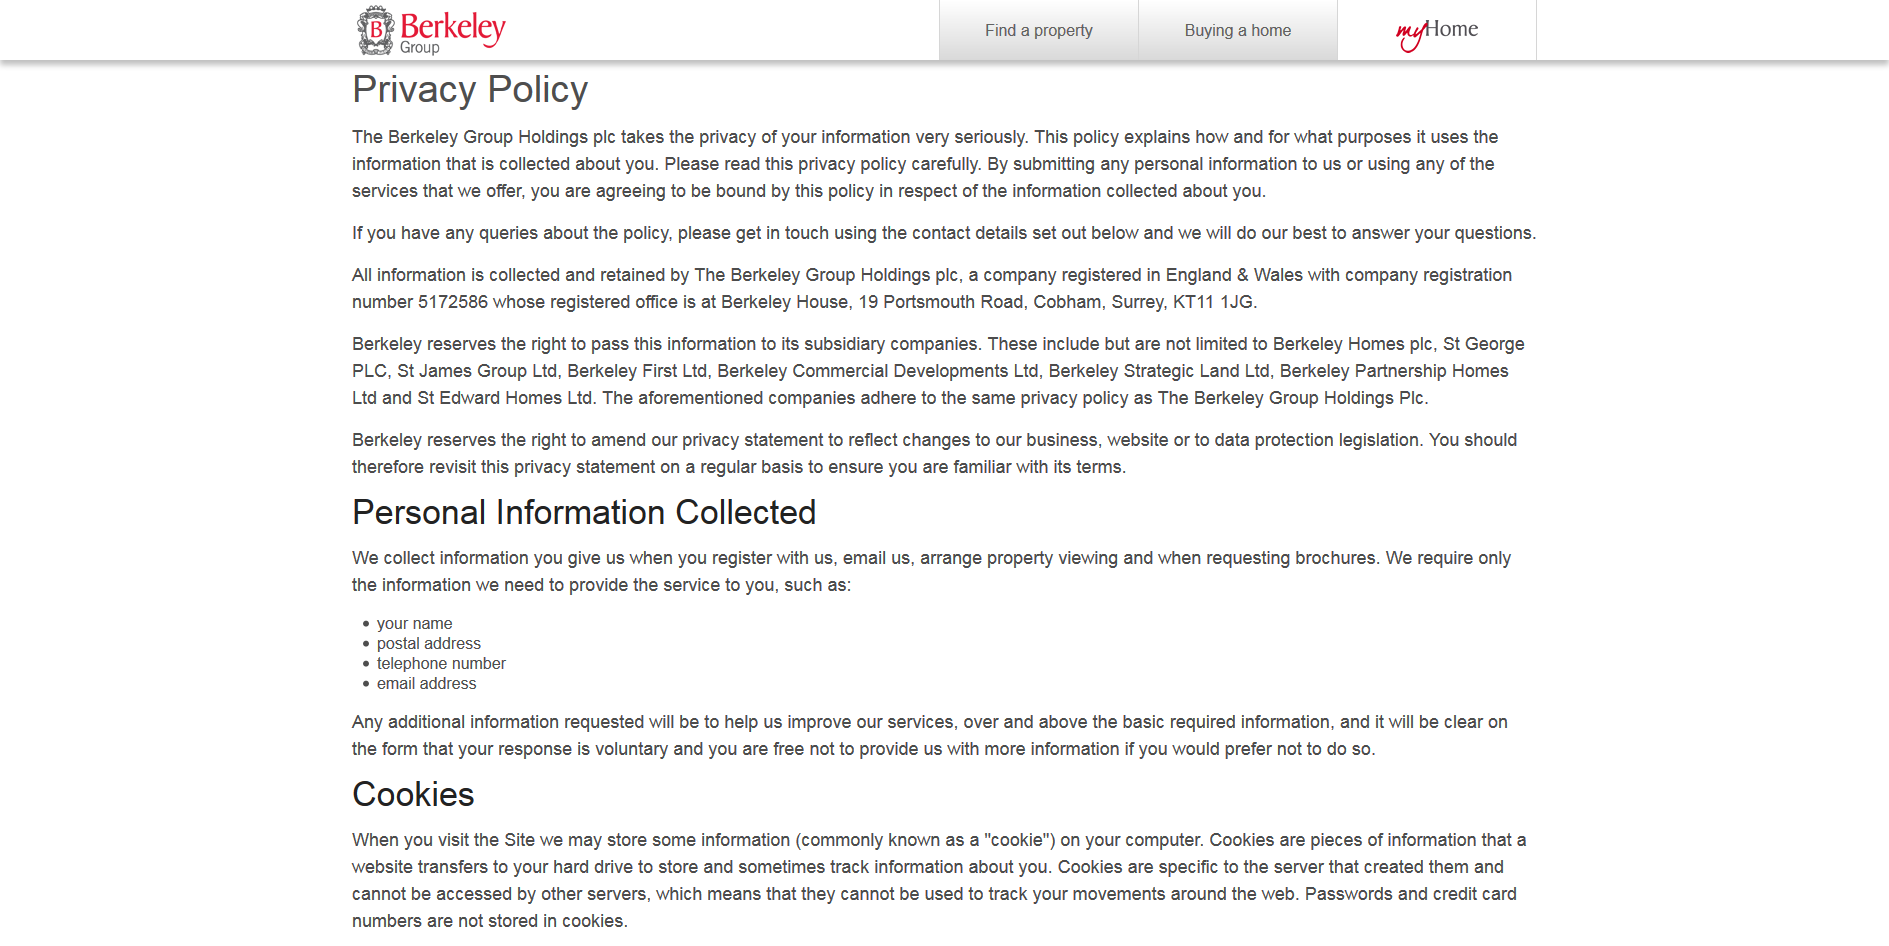 B Berkeley
Group
Find a property
Buying a home
myHome
Privacy Policy
The Berkeley Group Holdings plc takes the privacy of your information very seriously. This policy explains how and for what purposes it uses the
information that is collected about you. Please read this privacy policy carefully. By submitting any personal information to us or using any of the
services that we offer, you are agreeing to be bound by this policy in respect of the information collected about you.
If you have any queries about the policy, please get in touch using the contact details set out below and we will do our best to answer your questions.
All information is collected and retained by The Berkeley Group Holdings plc, a company registered in England & Wales with company registration
number 5172586 whose registered office is at Berkeley House, 19 Portsmouth Road, Cobham, Surrey, KT11 1JG.
Berkeley reserves the right to pass this information to its subsidiary companies. These include but are not limited to Berkeley Homes plc, St George
PLC, St James Group Ltd, Berkeley First Ltd, Berkeley Commercial Developments Ltd, Berkeley Strategic Land Ltd, Berkeley Partnership Homes
Ltd and St Edward Homes Ltd. The aforementioned companies adhere to the same privacy policy as The Berkeley Group Holdings Plc.
Berkeley reserves the right to amend our privacy statement to reflect changes to our business, website or to data protection legislation. You should
therefore revisit this privacy statement on a regular basis to ensure you are familiar with its terms.
Personal Information Collected
We collect information you give us when you register with us, email us, arrange property viewing and when requesting brochures. We require only
the information we need to provide the service to you, such as:
• your name
• postal address
• telephone number
• email address
Any additional information requested will be to help us improve our services, over and above the basic required information, and it will be clear on
the form that your response is voluntary and you are free not to provide us with more information if you would prefer not to do so.
Cookies
When you visit the Site we may store some information (commonly known as a "cookie") on your computer. Cookies are pieces of information that a
website transfers to your hard drive to store and sometimes track information about you. Cookies are specific to the server that created them and
cannot be accessed by other servers, which means that they cannot be used to track your movements around the web. Passwords and credit card
numbers are not stored in cookies.